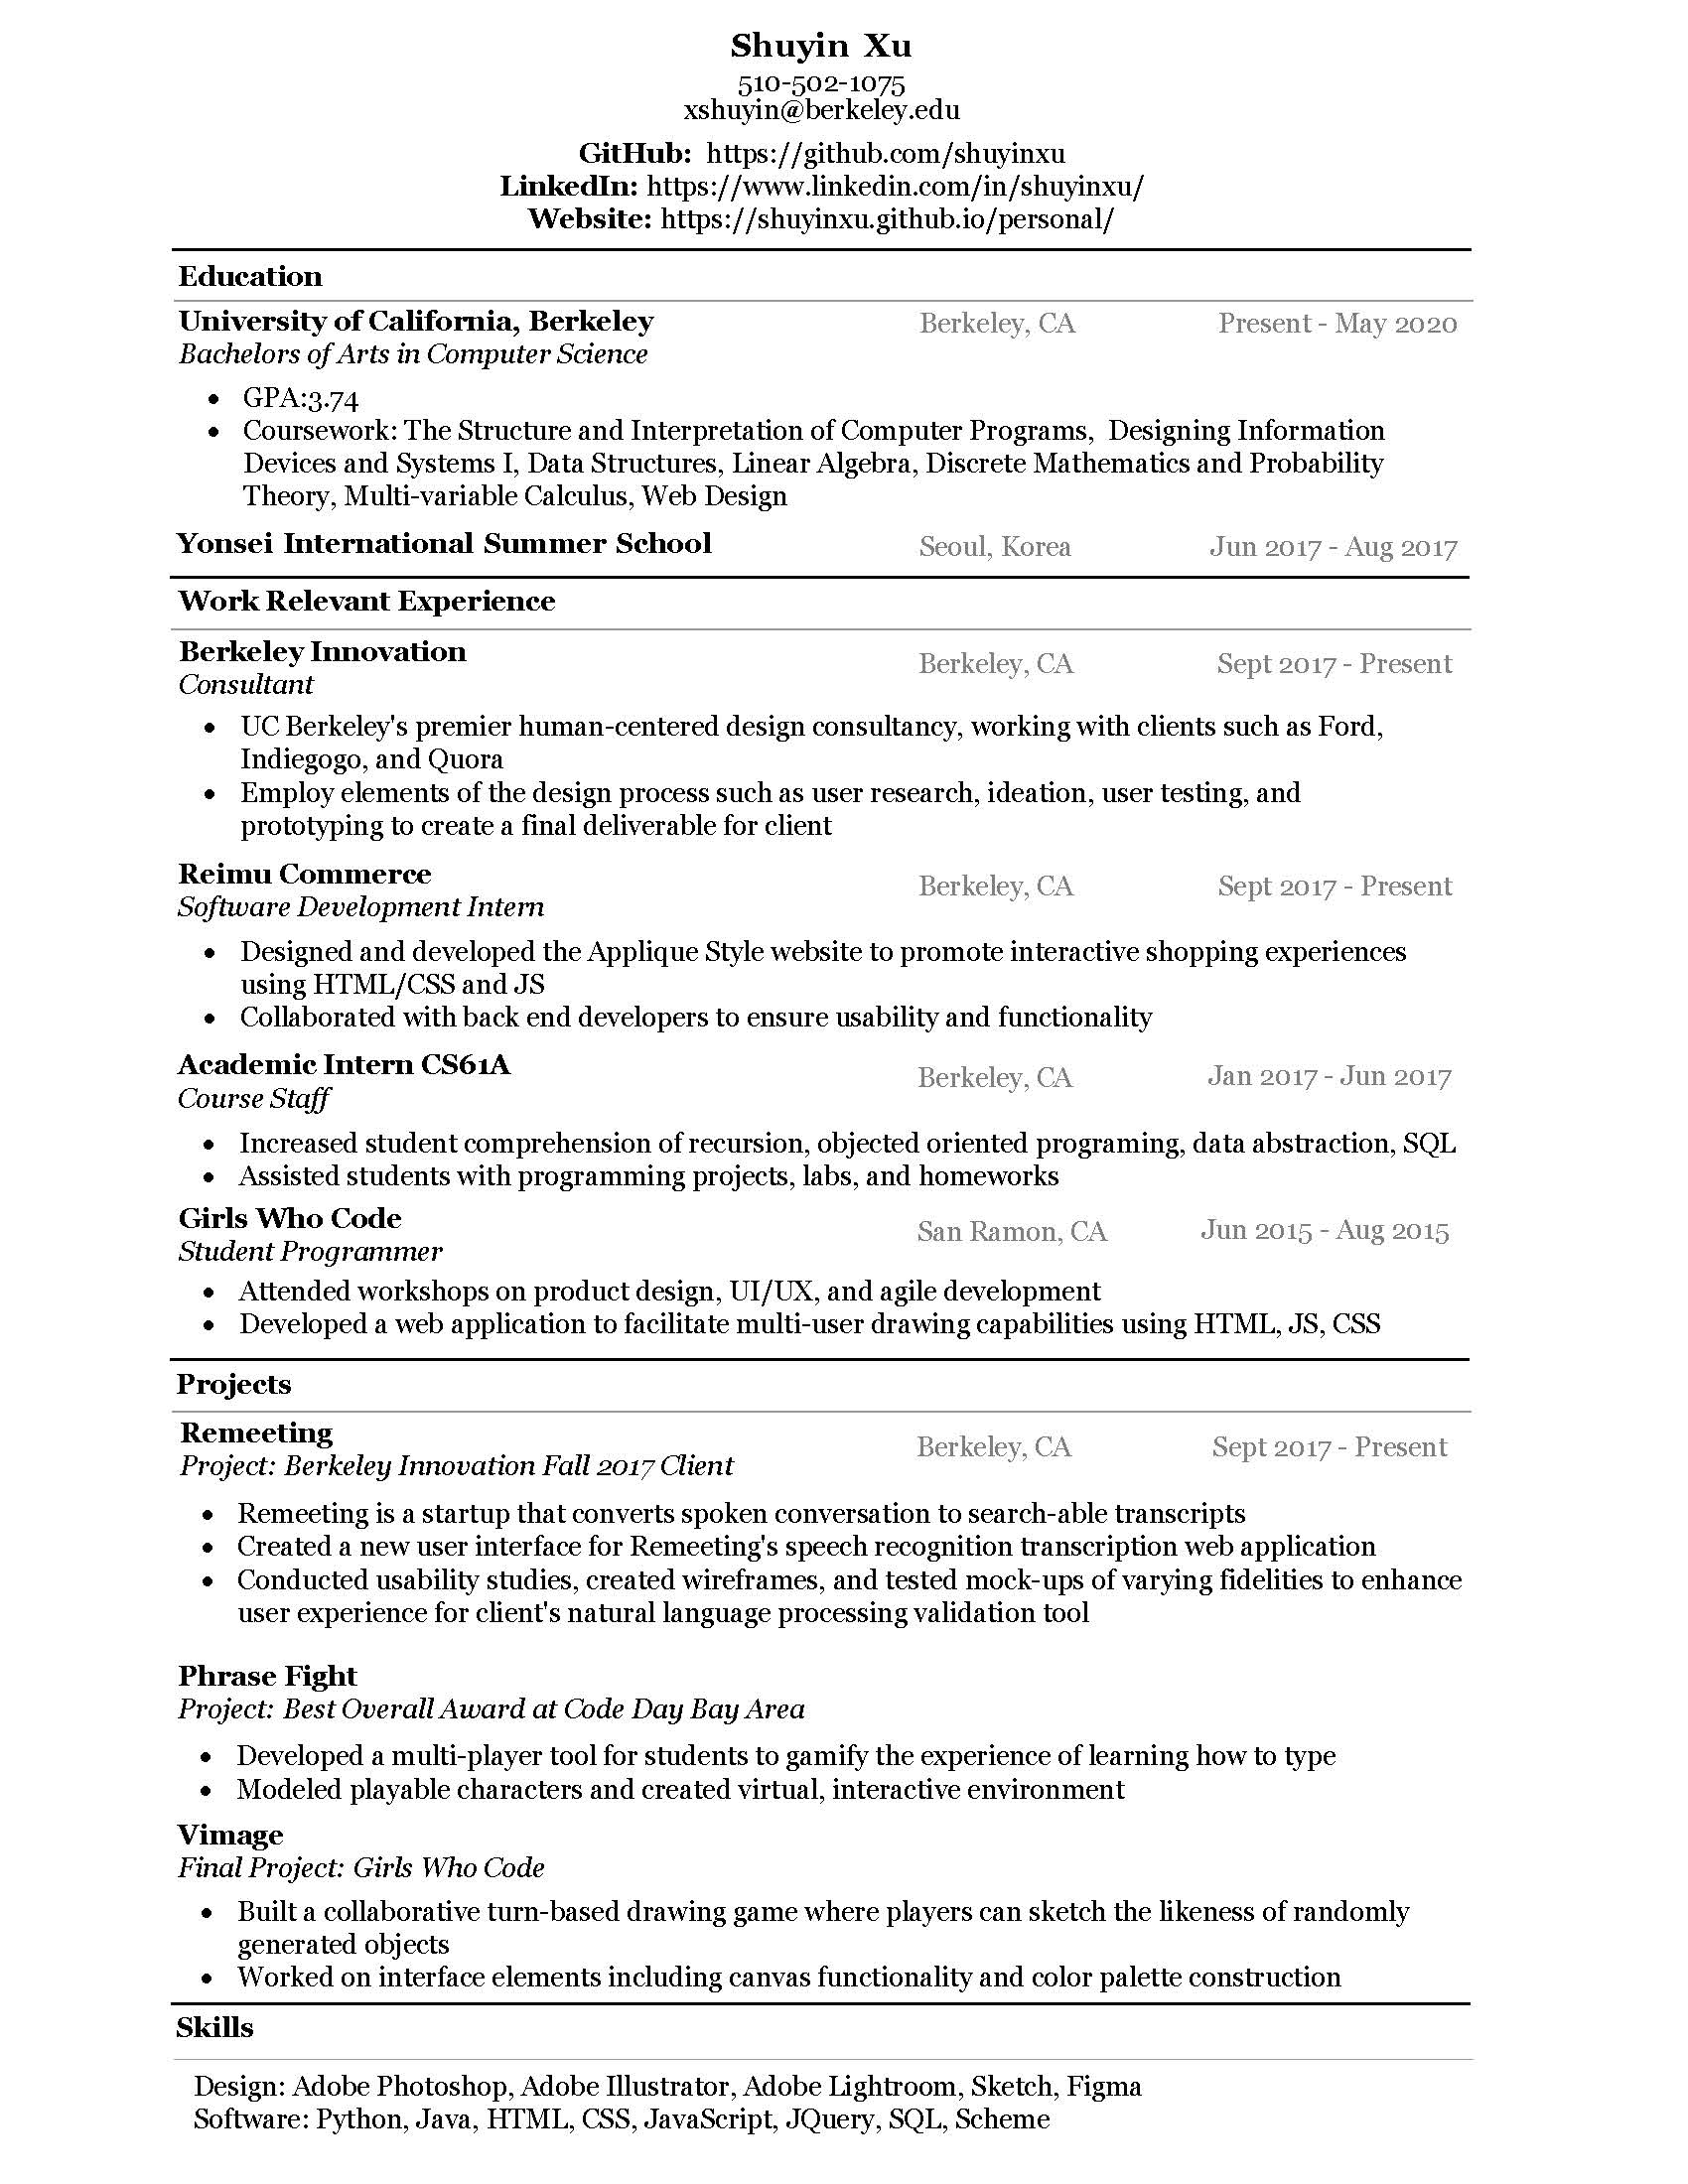 Shuyin Xu
510-502-1075
xshuyin@berkeley.edu
GitHub: https://github.com/shuyinxu
LinkedIn: https://www.linkedin.com/in/shuyinxu/
Website: https://shuyinxu.github.io/personal/
Education
University of California, Berkeley Berkeley, CA Present - May 2020
Bachelors of Arts in Computer Science
• GPA:3.74
• Coursework: The Structure and Interpretation of Computer Programs, Designing Information
Devices and Systems I, Data Structures, Linear Algebra, Discrete Mathematics and Probability
Theory, Multi-variable Calculus, Web Design
Yonsei International Summer School Seoul, Korea Jun 2017 - Aug 2017
Work Relevant Experience
Berkeley Innovation Berkeley, CA Sept 2017 - Present
Consultant
• UC Berkeley's premier human-centered design consultancy, working with clients such as Ford,
Indiegogo, and Quora
• Employ elements of the design process such as user research, ideation, user testing, and
prototyping to create a final deliverable for client
Reimu Commerce Berkeley, CA Sept 2017 - Present
Software Development Intern
• Designed and developed the Applique Style website to promote interactive shopping experiences
using HTML/CSS and JS
• Collaborated with back end developers to ensure usability and functionality
Academic Intern CS61A Berkeley, CA Jan 2017 - Jun 2017
Course Staff
• Increased student comprehension of recursion, objected oriented programing, data abstraction, SQL
• Assisted students with programming projects, labs, and homeworks
Girls Who Code San Ramon, CA Jun 2015 - Aug 2015
Student Programmer
• Attended workshops on product design, UI/UX, and agile development
• Developed a web application to facilitate multi-user drawing capabilities using HTML, JS, CSS
Projects
Remeeting Berkeley, CA Sept 2017 - Present
Project: Berkeley Innovation Fall 2017 Client
• Remeeting is a startup that converts spoken conversation to search-able transcripts
• Created a new user interface for Remeeting's speech recognition transcription web application
• Conducted usability studies, created wireframes, and tested mock-ups of varying fidelities to enhance
user experience for client's natural language processing validation tool
Phrase Fight
Project: Best Overall Award at Code Day Bay Area
• Developed a multi-player tool for students to gamify the experience of learning how to type
• Modeled playable characters and created virtual, interactive environment
Vimage
Final Project: Girls Who Code
• Built a collaborative turn-based drawing game where players can sketch the likeness of randomly
generated objects
• Worked on interface elements including canvas functionality and color palette construction
Skills
Design: Adobe Photoshop, Adobe Illustrator, Adobe Lightroom, Sketch, Figma
Software: Python, Java, HTML, CSS, JavaScript, JQuery, SQL, Scheme